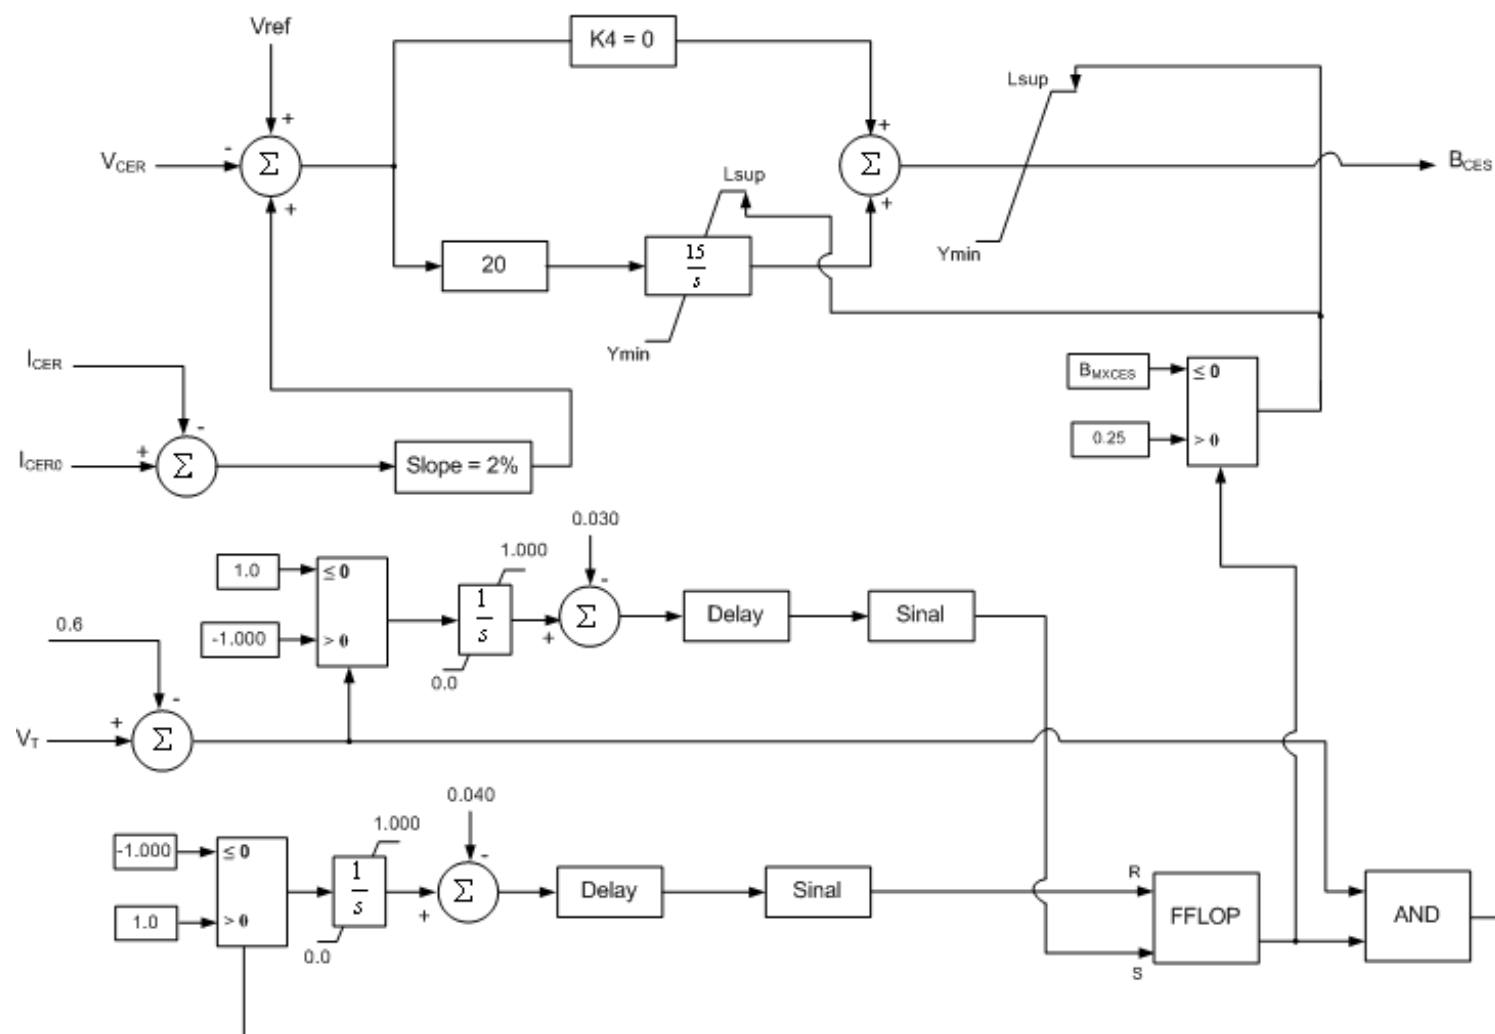 Vref
K4 = 0
+
+
Lsup
-
VCER
Σ
Σ
BCES
Lsup
+
+
Ymin
20
15
s
ICER
Ymin
BMXCES
≤ 0
-
+
0.25
> 0
ICER0
Σ
Slope = 2%
0.030
1.000
1.0
≤ 0
-
1
s
Σ
Delay
Sinal
0.6
-1.000
> 0
+
0.0
-
+
VT
Σ
0.040
1.000
-1.000
≤ 0
-
1
s
Σ
Delay
Sinal
R
+
1.0
> 0
FFLOP
AND
0.0
S